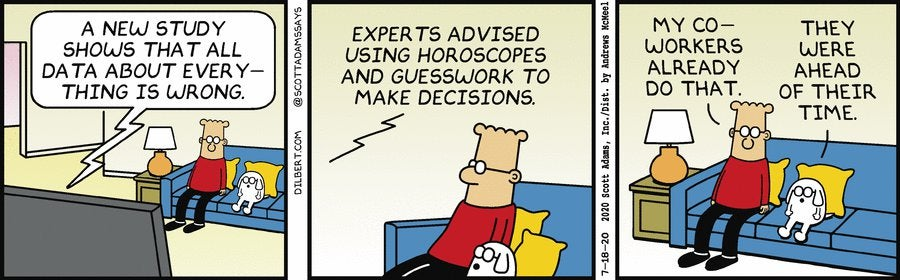 A NEW STUDY
SHOWS THAT ALL
DATA ABOUT EVERY–
THING IS WRONG.
DILBERT.COM @SCOTTADAMSSAYS
EXPERTS ADVISED
USING HOROSCOPES
AND GUESSWORK TO
MAKE DECISIONS.
7-18-20 2020 Scott Adams, Inc./Dist. by Andrews McMeel
MY CO–
WORKERS
ALREADY
DO THAT.
THEY
WERE
AHEAD
OF THEIR
TIME.